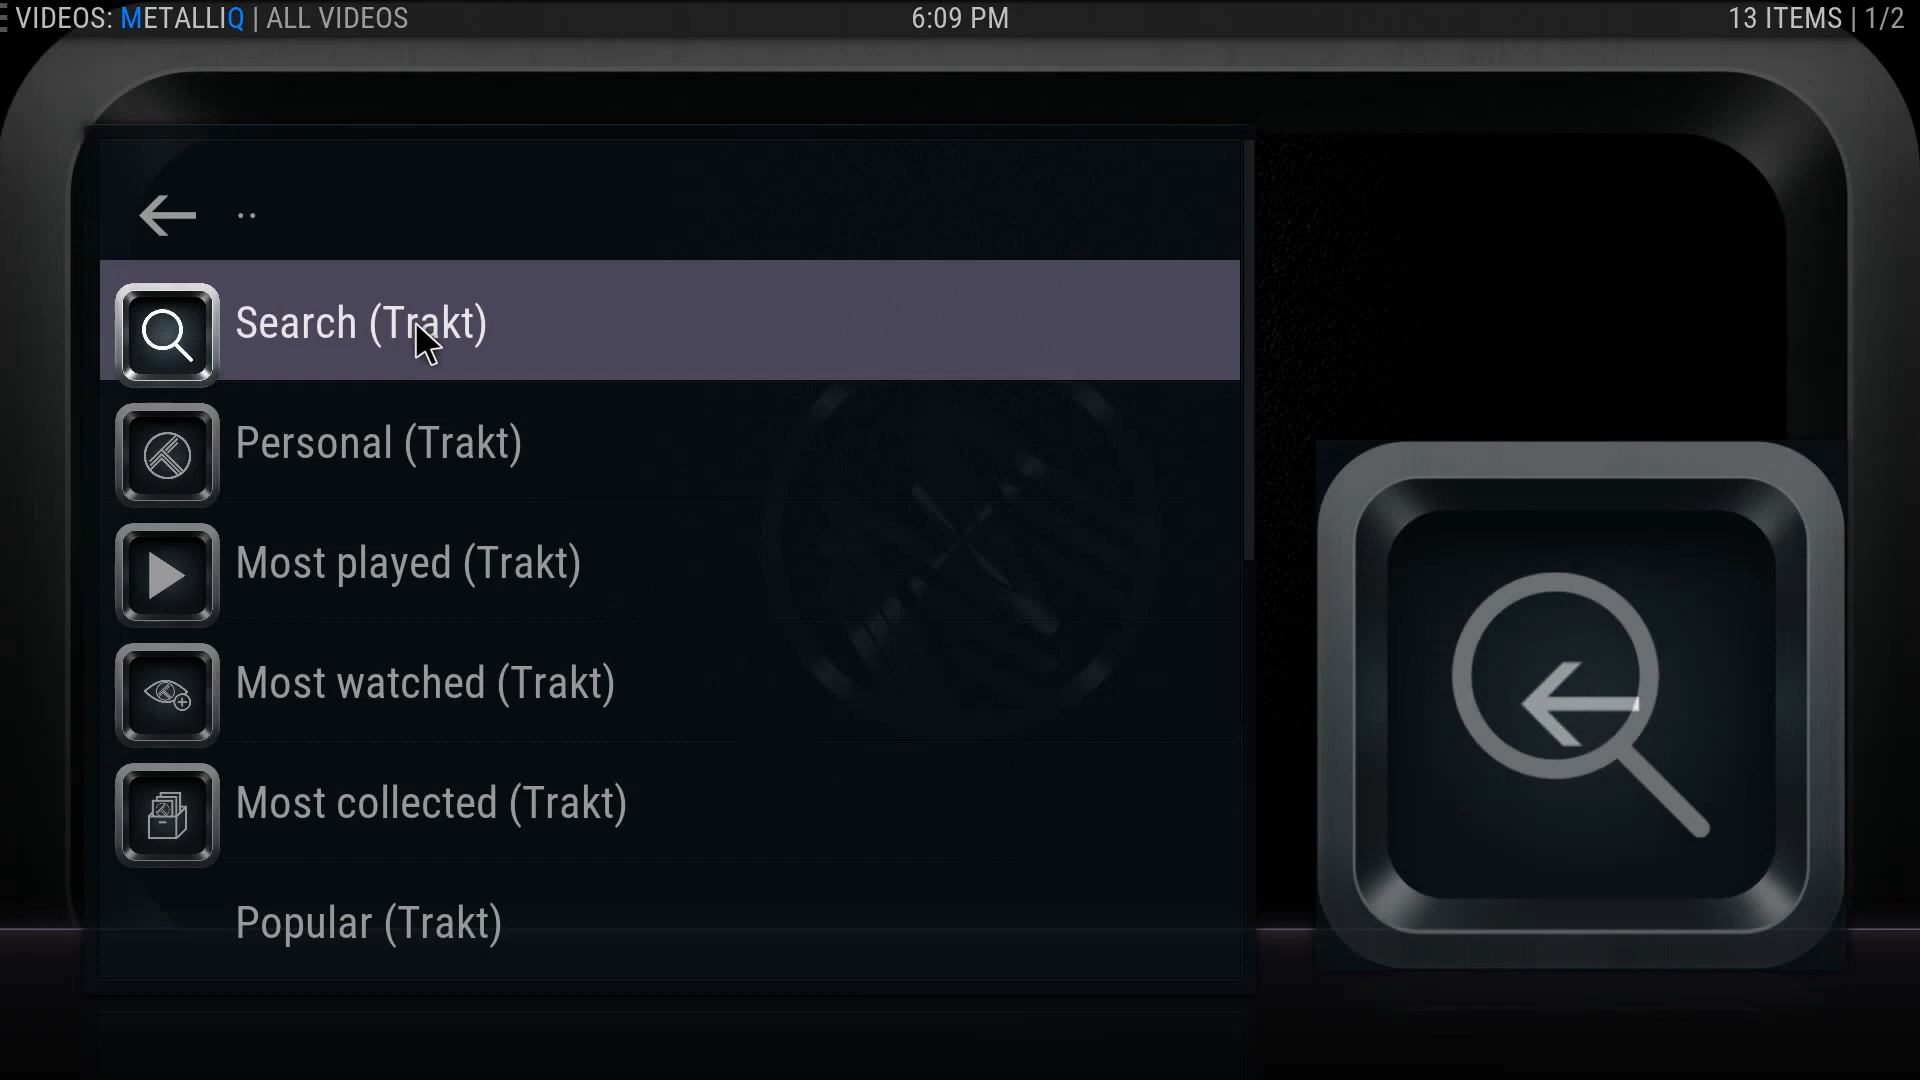 VIDEOS: METALLIQ | ALL VIDEOS
6:09 PM
13 ITEMS | 1/2
..
Search (Trakt)
Personal (Trakt)
Most played (Trakt)
Most watched (Trakt)
Most collected (Trakt)
Popular (Trakt)